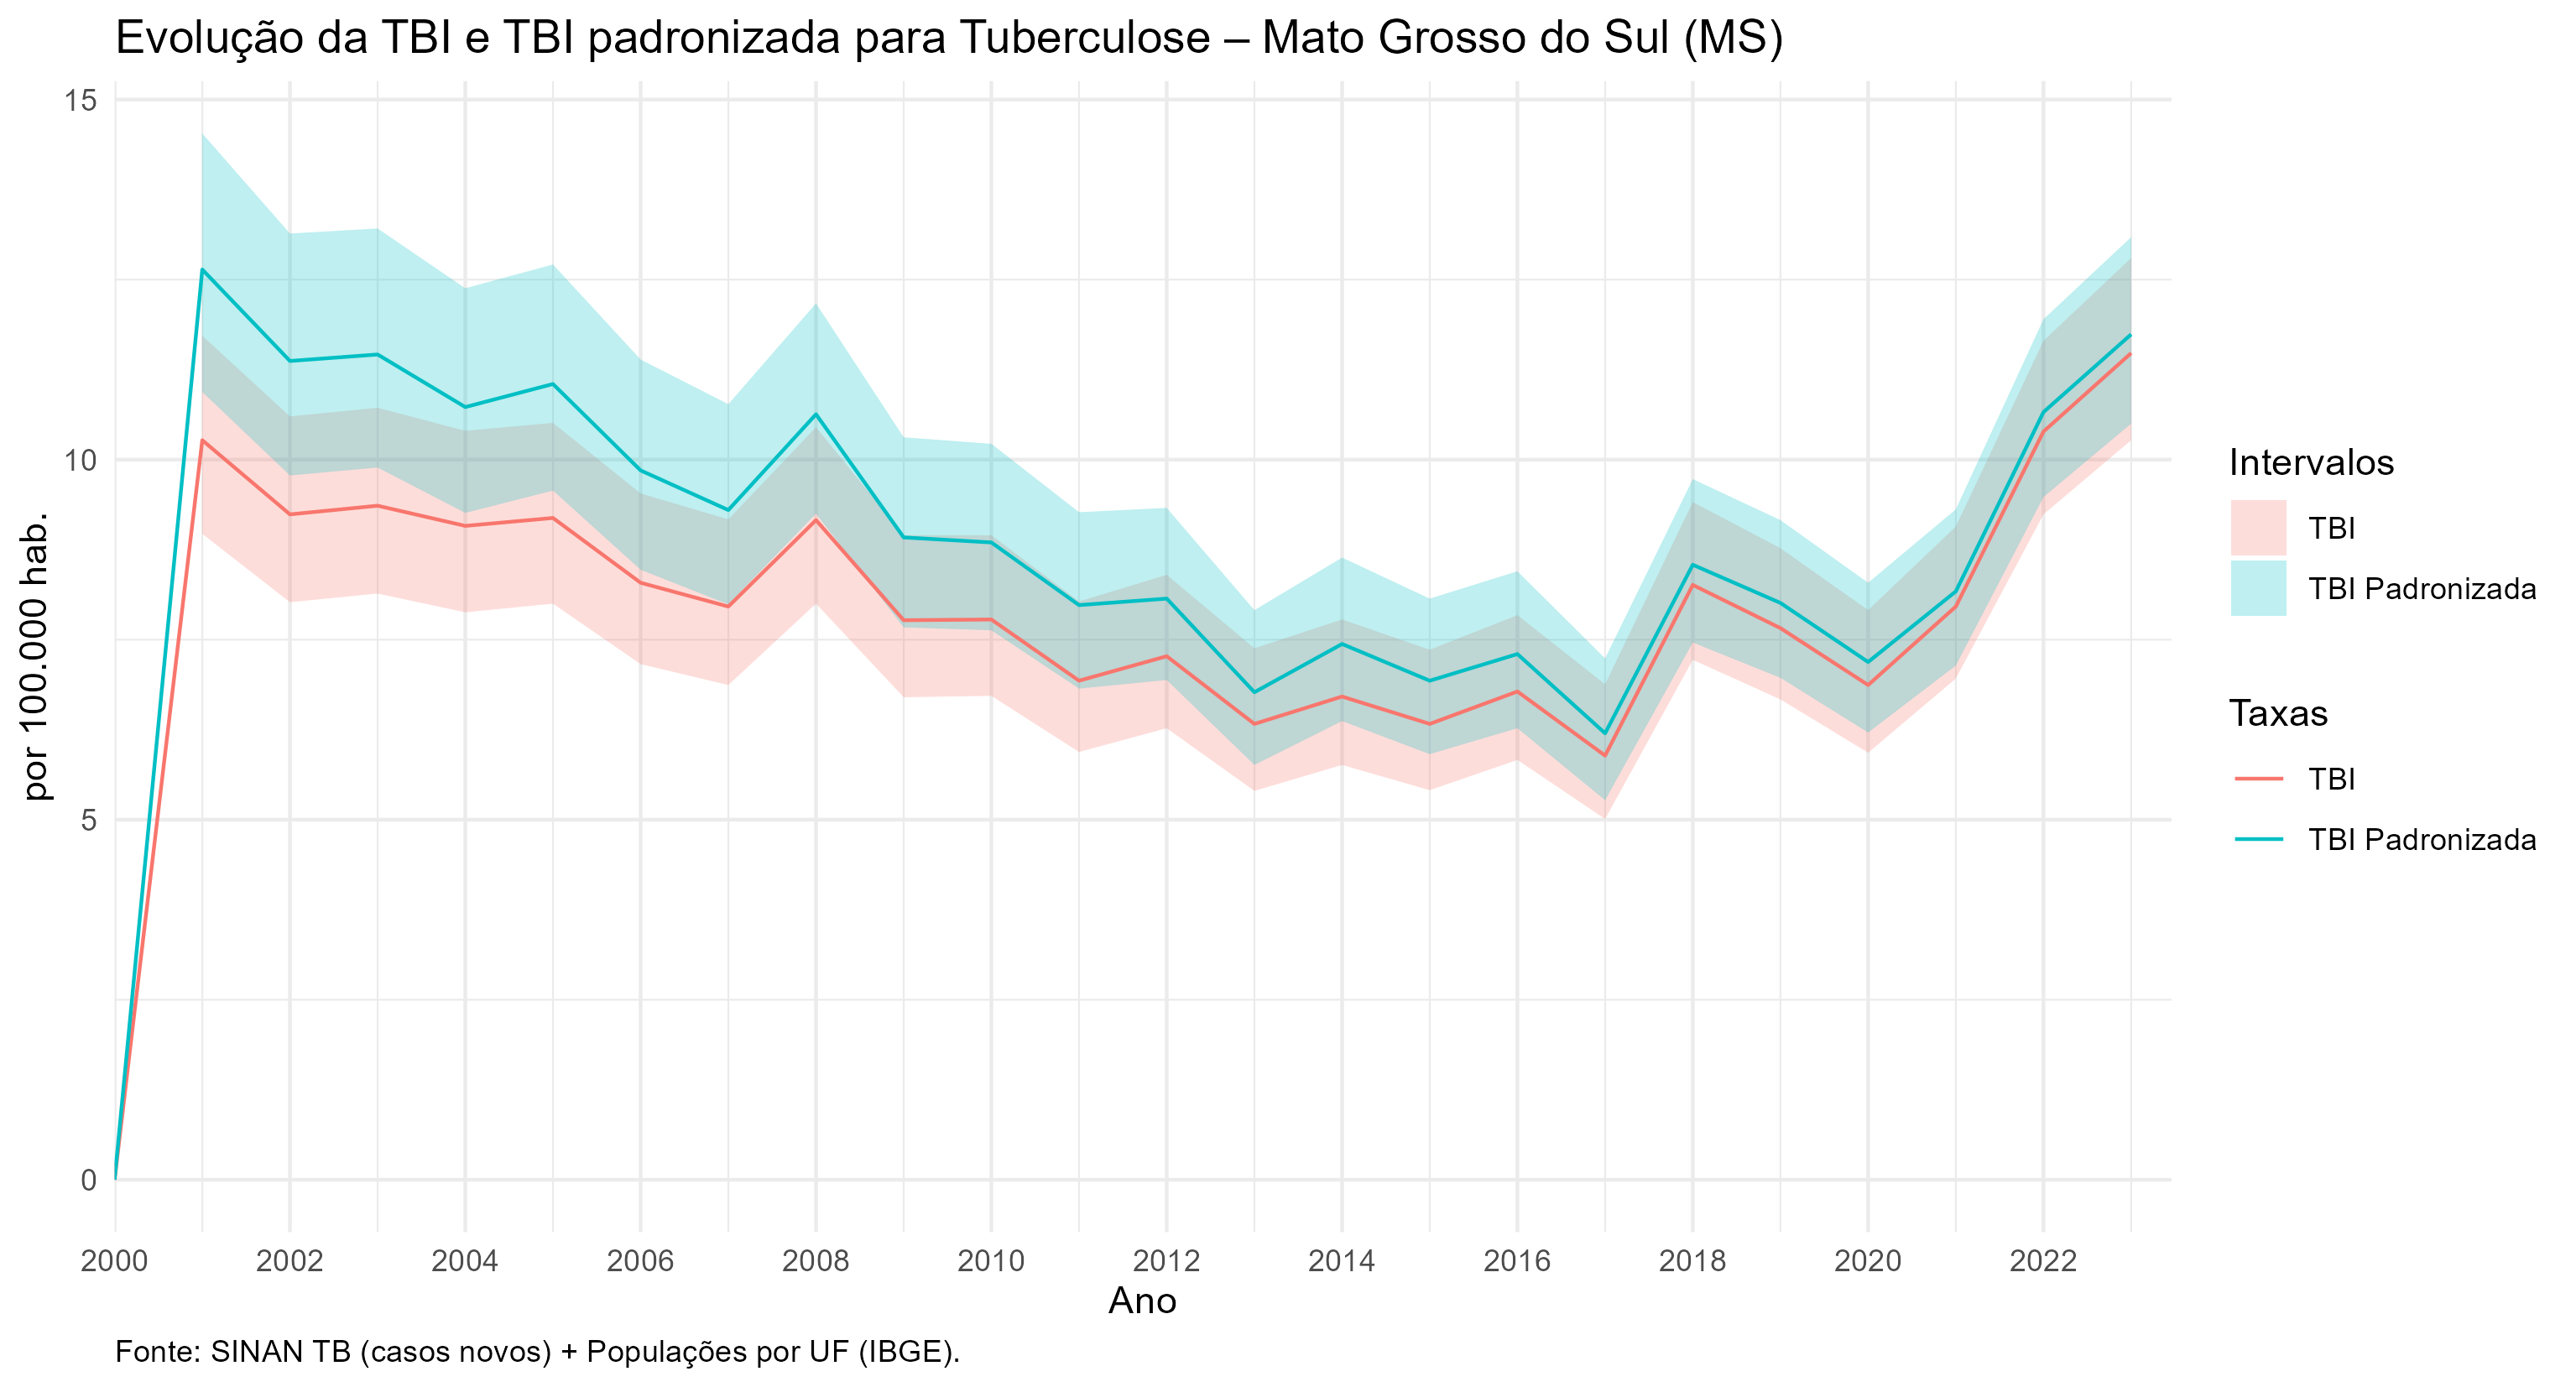 Evolução da TBI e TBI padronizada para Tuberculose – Mato Grosso do Sul (MS)
15
10
5
0
por 100.000 hab.
2000 2002 2004 2006 2008 2010 2012 2014 2016 2018 2020 2022
Ano
Intervalos
TBI
TBI Padronizada
Taxas
TBI
TBI Padronizada
Fonte: SINAN TB (casos novos) + Populações por UF (IBGE).